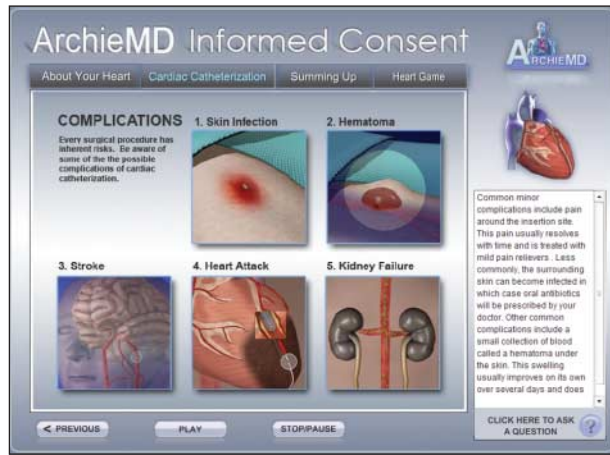 ArchieMD Informed Consent
ARCHIEMD
About Your Heart Cardiac Catheterization Summing Up Heart Game
COMPLICATIONS
Every surgical procedure has
inherent risks. Be aware of
some of the the possible
complications of cardiac
catheterization.
1. Skin Infection
2. Hematoma
3. Stroke
4. Heart Attack
5. Kidney Failure
Common minor
complications include pain
around the insertion site.
This pain usually resolves
with time and is treated with
mild pain relievers . Less
commonly, the surrounding
skin can become infected in
which case oral antibiotics
will be prescribed by your
doctor. Other common
complications include a
small collection of blood
called a hematoma under
the skin. This swelling
usually improves on its own
over several days and does
< PREVIOUS
PLAY
STOP/PAUSE
CLICK HERE TO ASK
A QUESTION ?